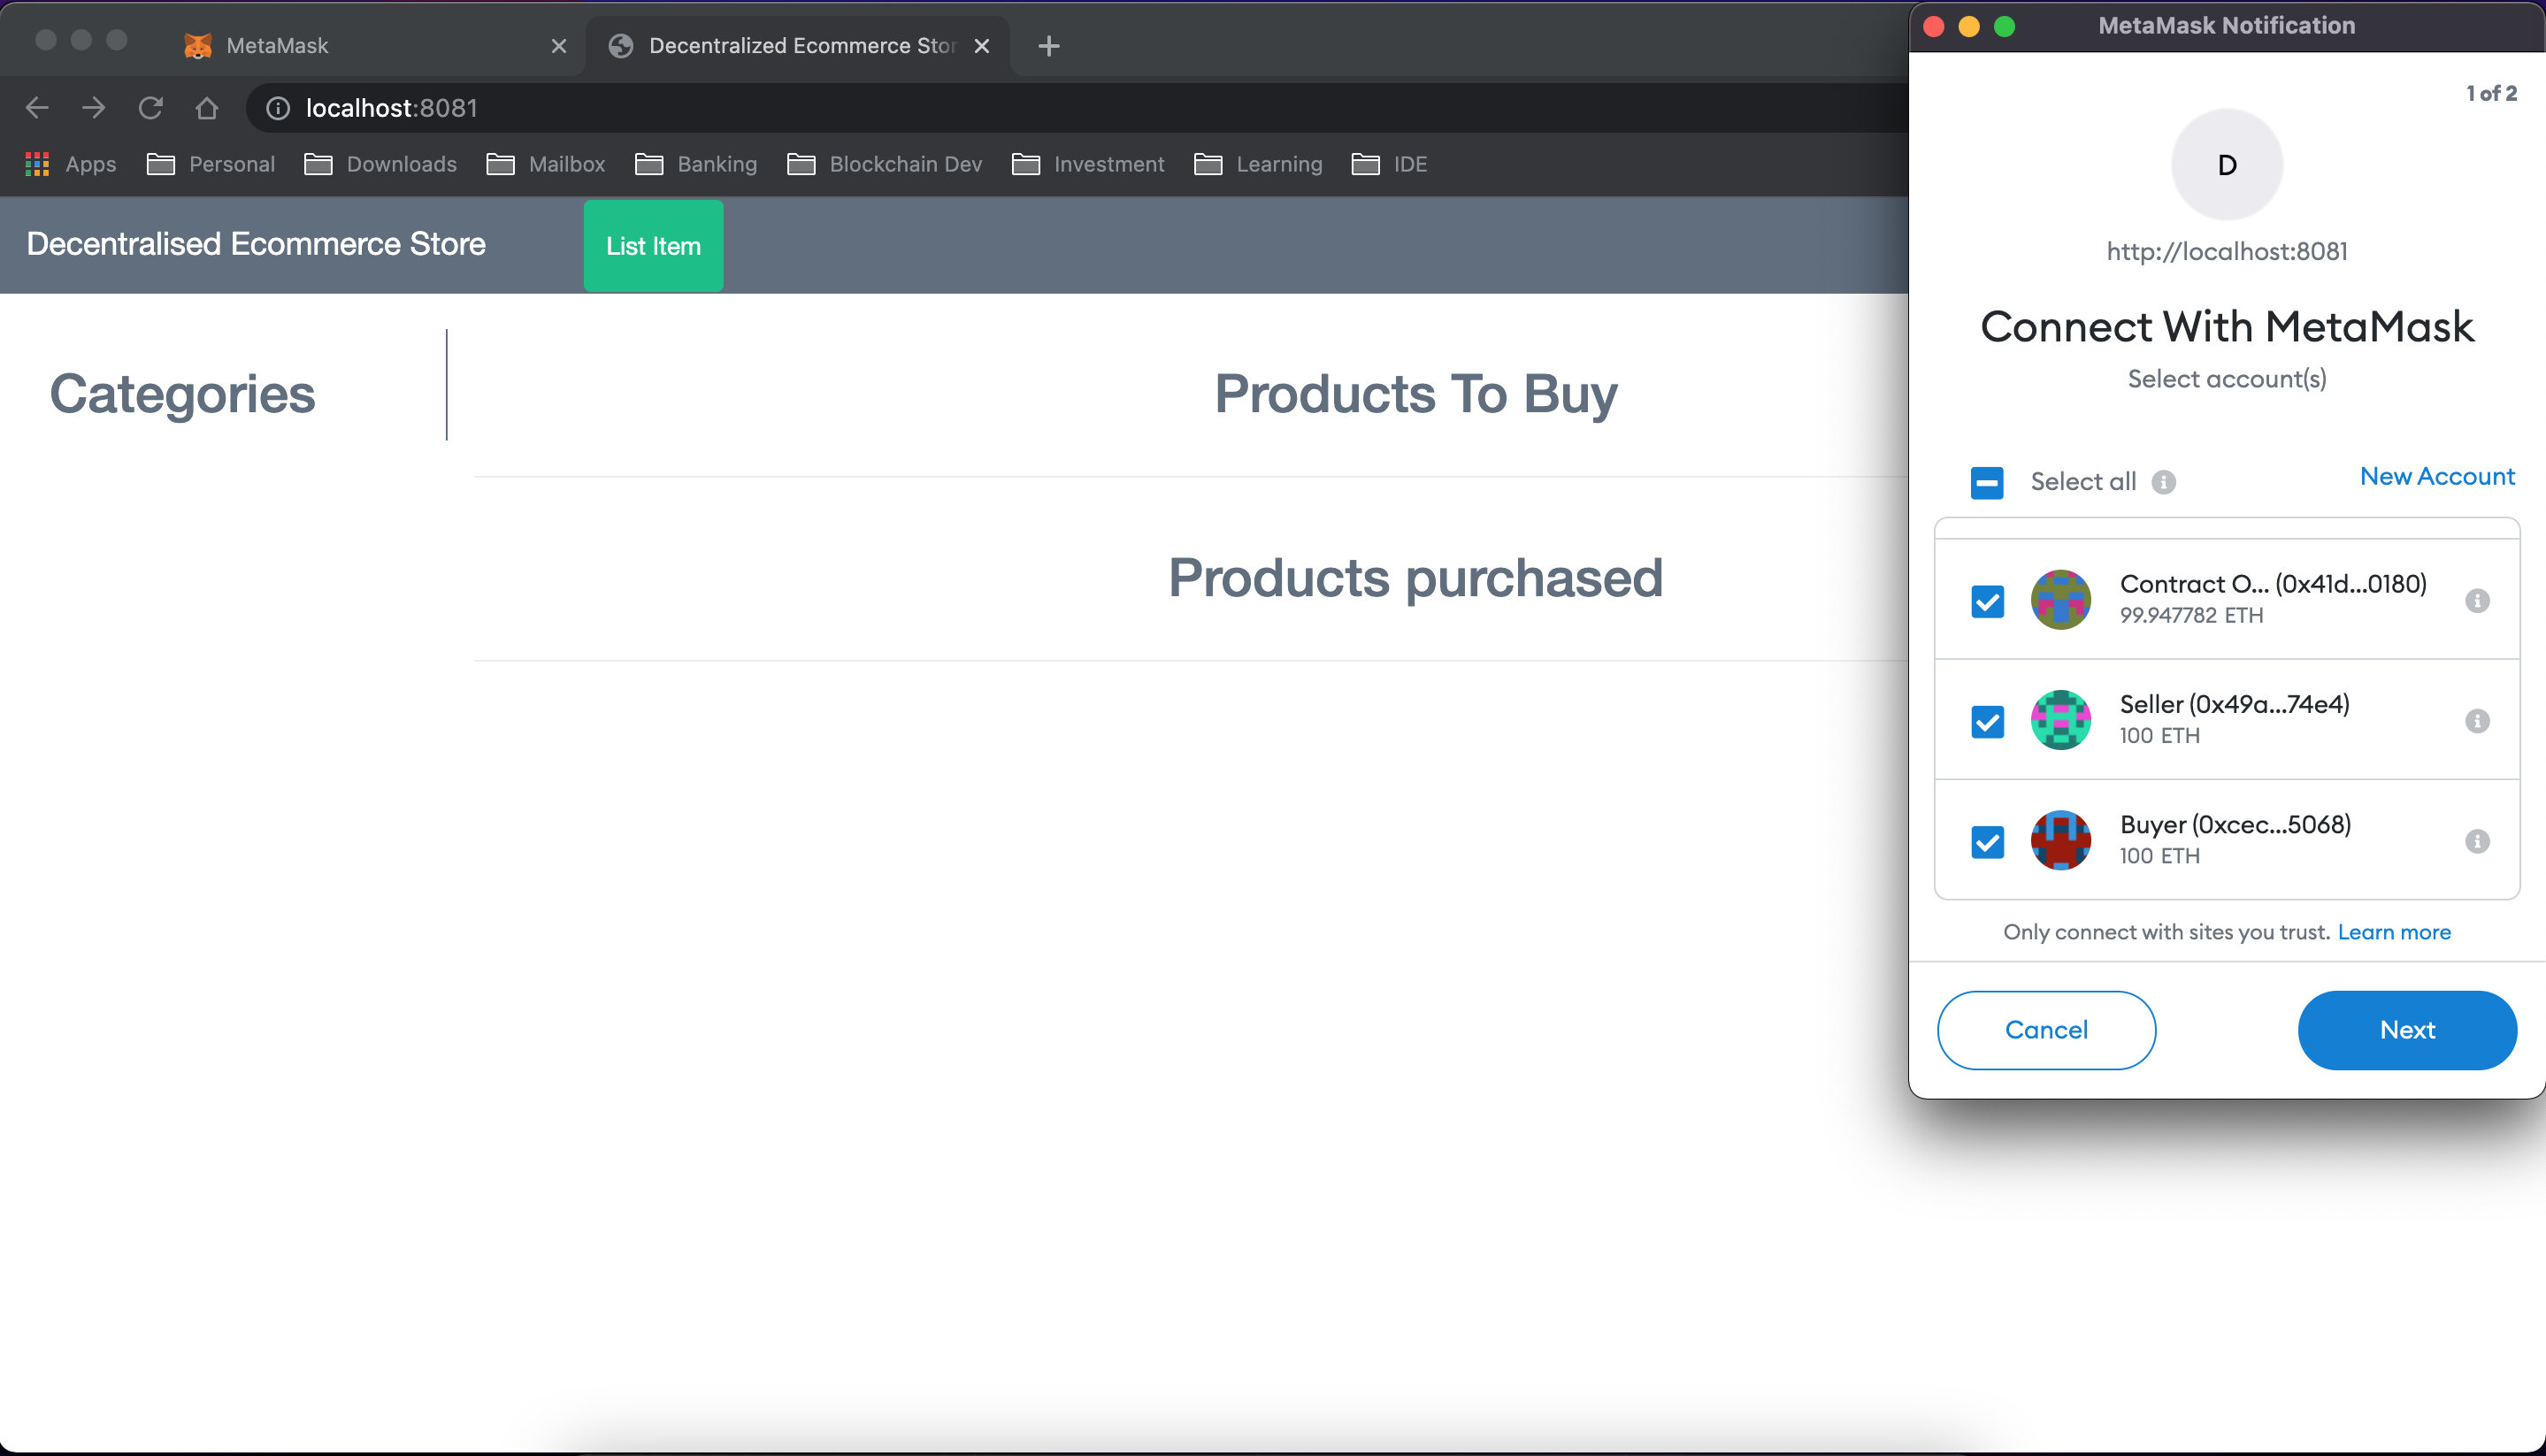 MetaMask
Decentralized Ecommerce Stor
localhost:8081
Apps Personal Downloads Mailbox Banking Blockchain Dev Investment Learning IDE
Decentralised Ecommerce Store
List Item
Categories
Products To Buy
Products purchased
MetaMask Notification
1 of 2
D
http://localhost:8081
Connect With MetaMask
Select account(s)
Select all
New Account
Contract O... (0x41d...0180)
99.947782 ETH
Seller (0x49a...74e4)
100 ETH
Buyer (0xcec...5068)
100 ETH
Only connect with sites you trust. Learn more
Cancel
Next